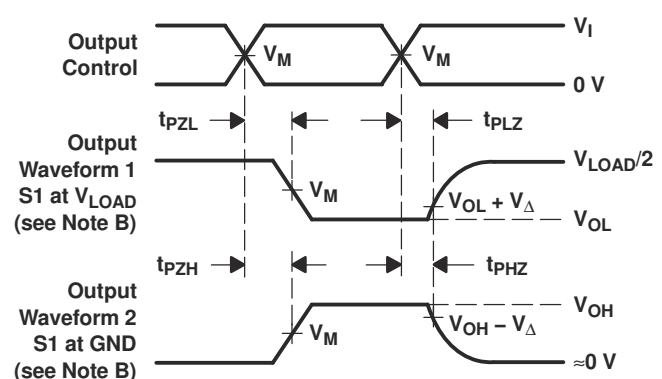 Output
Control
V_M
V_M
V_I
0 V
t_PZL
t_PLZ
Output
Waveform 1
S1 at V_LOAD
(see Note B)
V_M
V_LOAD/2
V_OL + V_Δ
V_OL
t_PZH
t_PHZ
Output
Waveform 2
S1 at GND
(see Note B)
V_M
V_OH
V_OH − V_Δ
≈0 V